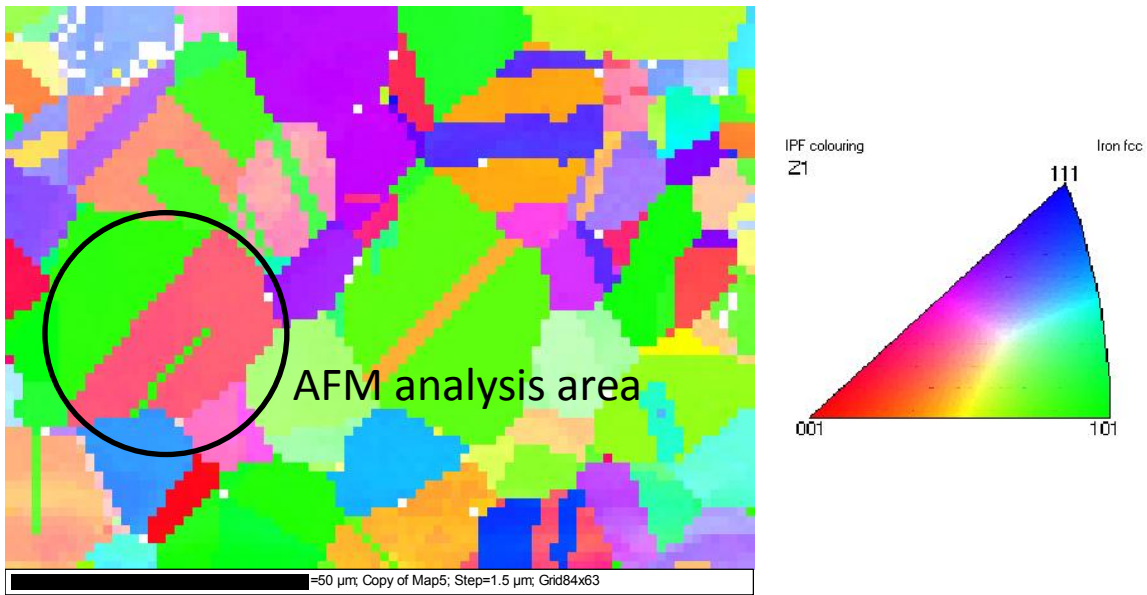 AFM analysis area
=50 µm; Copy of Map5; Step=1.5 µm; Grid84x63
IPF colouring
Z1
Iron fcc
111
001
101